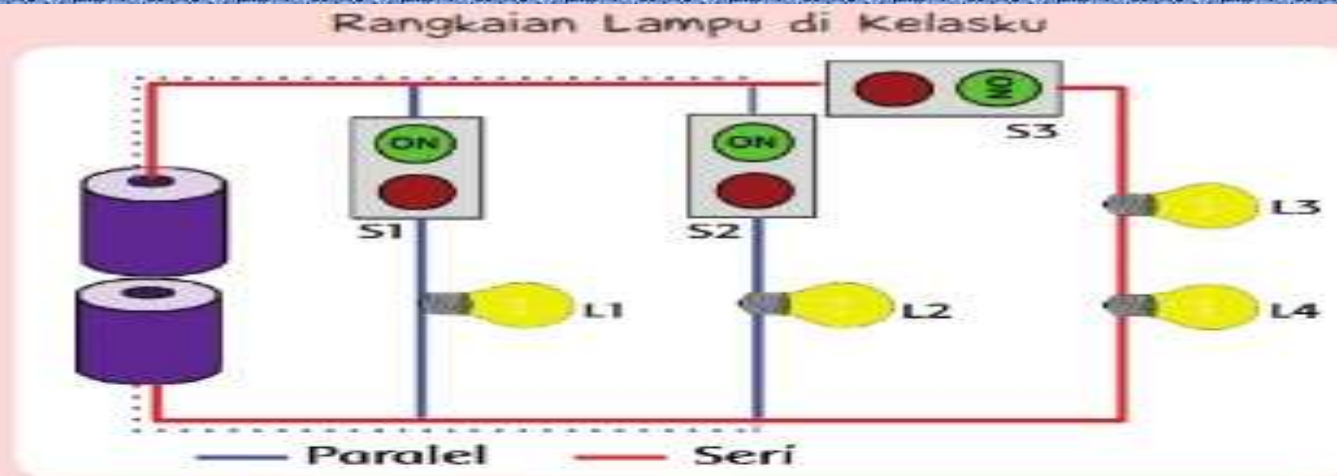 Rangkaian Lampu di Kelasku
ON
ON
ON
S3
S1
S2
L3
L1
L2
L4
Paralel
Seri